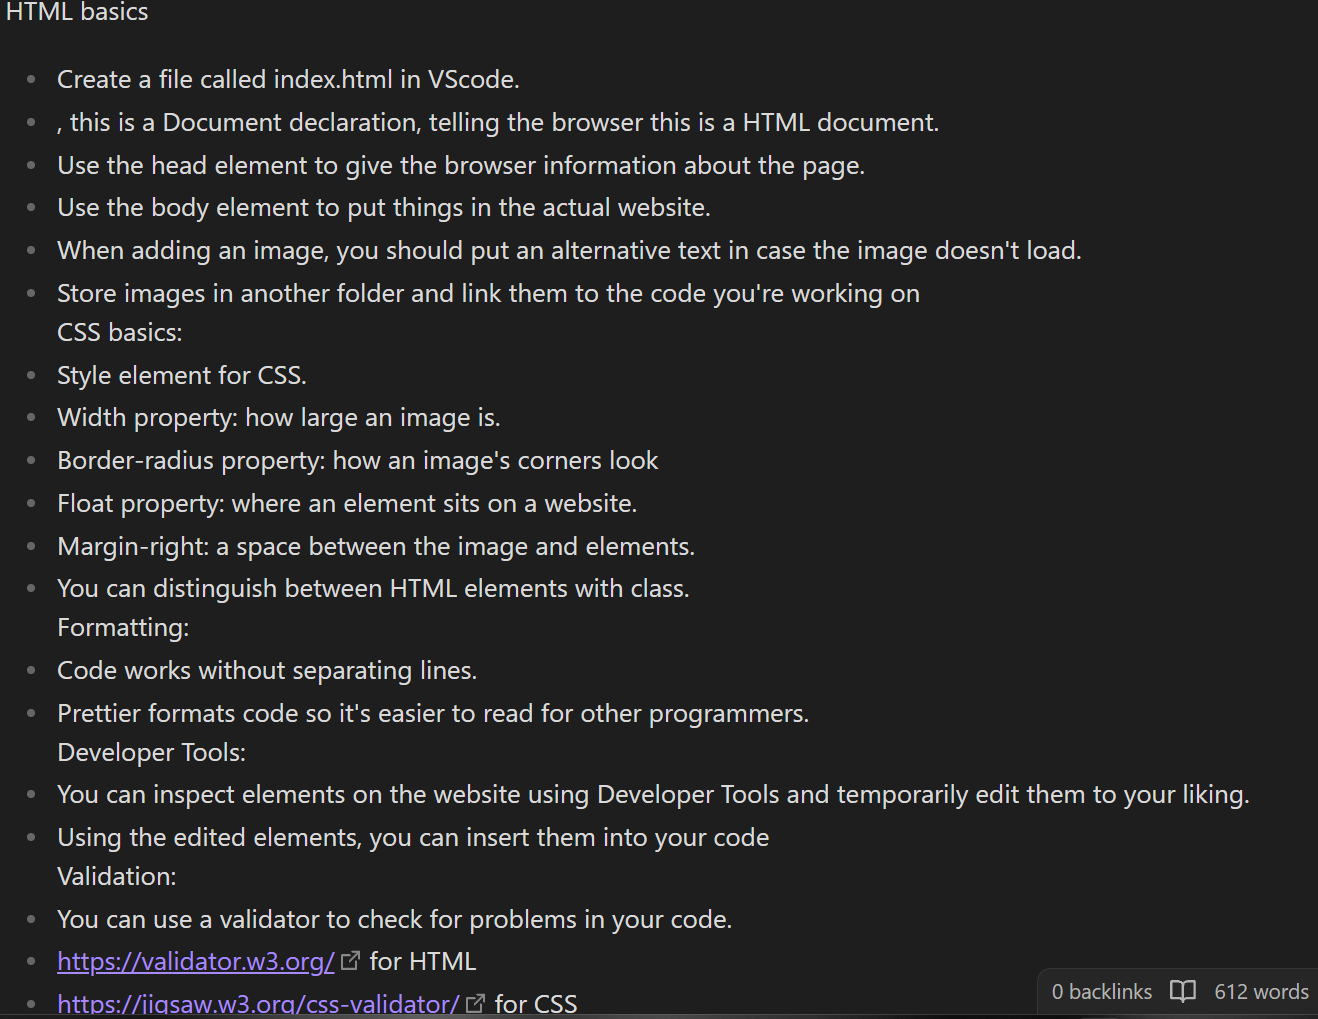 HTML basics
Create a file called index.html in VScode.
, this is a Document declaration, telling the browser this is a HTML document.
Use the head element to give the browser information about the page.
Use the body element to put things in the actual website.
When adding an image, you should put an alternative text in case the image doesn't load.
Store images in another folder and link them to the code you're working on
CSS basics:
Style element for CSS.
Width property: how large an image is.
Border-radius property: how an image's corners look
Float property: where an element sits on a website.
Margin-right: a space between the image and elements.
You can distinguish between HTML elements with class.
Formatting:
Code works without separating lines.
Prettier formats code so it's easier to read for other programmers.
Developer Tools:
You can inspect elements on the website using Developer Tools and temporarily edit them to your liking.
Using the edited elements, you can insert them into your code
Validation:
You can use a validator to check for problems in your code.
https://validator.w3.org/ for HTML
https://jigsaw.w3.org/css-validator/ for CSS
0 backlinks 612 words